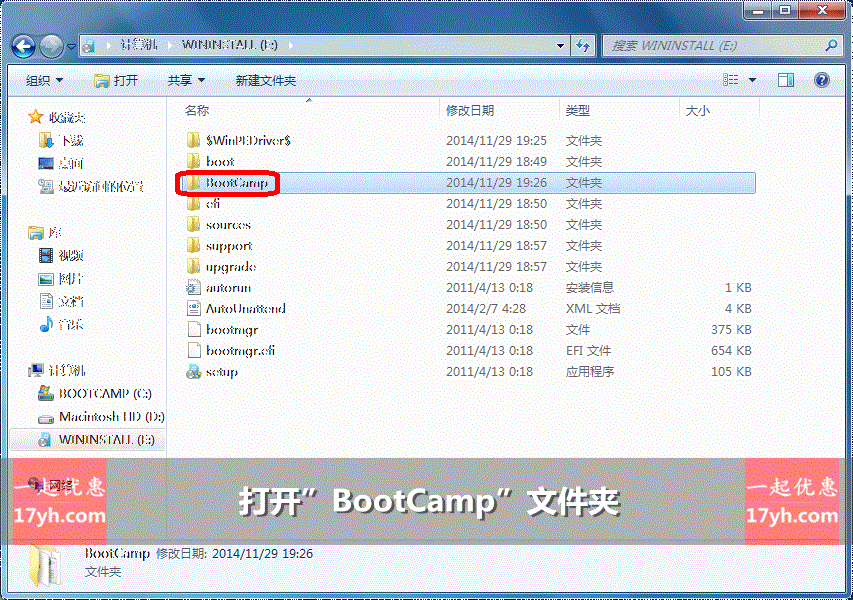 计算机 WININSTALL (E:)
搜索 WININSTALL (E:)
组织 打开 共享 新建文件夹
收藏夹
下载
桌面
最近访问的位置
库
视频
图片
文档
音乐
计算机
BOOTCAMP (C:)
Macintosh HD (D:)
WININSTALL (E:)
网络
名称 修改日期 类型 大小
$WinPEDriver$ 2014/11/29 19:25 文件夹
boot 2014/11/29 18:49 文件夹
BootCamp 2014/11/29 19:26 文件夹
efi 2014/11/29 18:50 文件夹
sources 2014/11/29 18:50 文件夹
support 2014/11/29 18:57 文件夹
upgrade 2014/11/29 18:57 文件夹
autorun 2011/4/13 0:18 安装信息 1 KB
AutoUnattend 2014/2/7 4:28 XML 文档 4 KB
bootmgr 2011/4/13 0:18 文件 375 KB
bootmgr.efi 2011/4/13 0:18 EFI 文件 654 KB
setup 2011/4/13 0:18 应用程序 105 KB
一起优惠
17yh.com
打开”BootCamp”文件夹
一起优惠
17yh.com
BootCamp 修改日期: 2014/11/29 19:26
文件夹